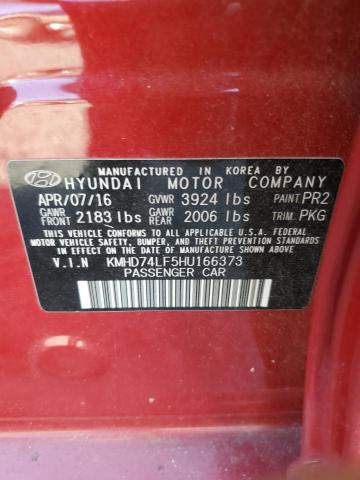 MANUFACTURED IN KOREA BY
HYUNDAI MOTOR COMPANY
APR/07/16 GVWR 3924 lbs PAINT PR2
GAWR FRONT 2183 lbs GAWR REAR 2006 lbs TRIM PKG
THIS VEHICLE CONFORMS TO ALL APPLICABLE U.S.A. FEDERAL
MOTOR VEHICLE SAFETY, BUMPER, AND THEFT PREVENTION
STANDARDS IN EFFECT ON THE DATE OF MANUFACTURE SHOWN ABOVE.
V.I.N KMHD74LF5HU166373
PASSENGER CAR